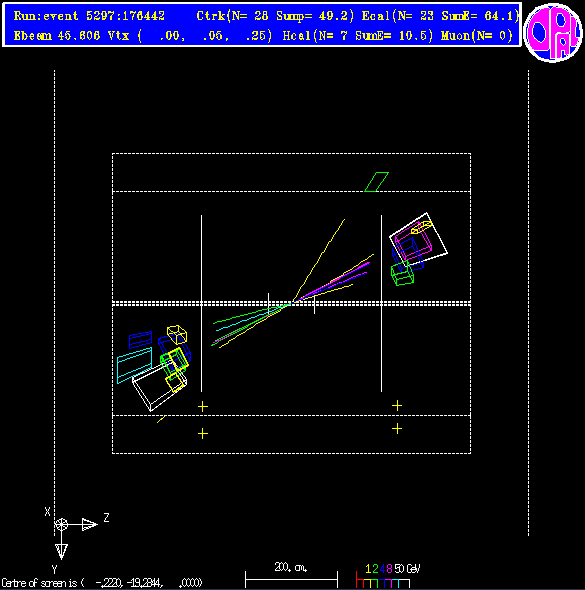 Run:event 5297:176442 Ctrk(N= 28 Sump= 49.2) Ecal(N= 23 SumE= 64.1)
Ebeam 45.606 Vtx ( .00, .05, .25) Hcal(N= 7 SumE= 10.5) Muon(N= 0)
OPAL
X
Z
Y
200. cm.
1 2 4 8 50 GeV
Centre of screen is ( -.2220, -19.2844, .0000)